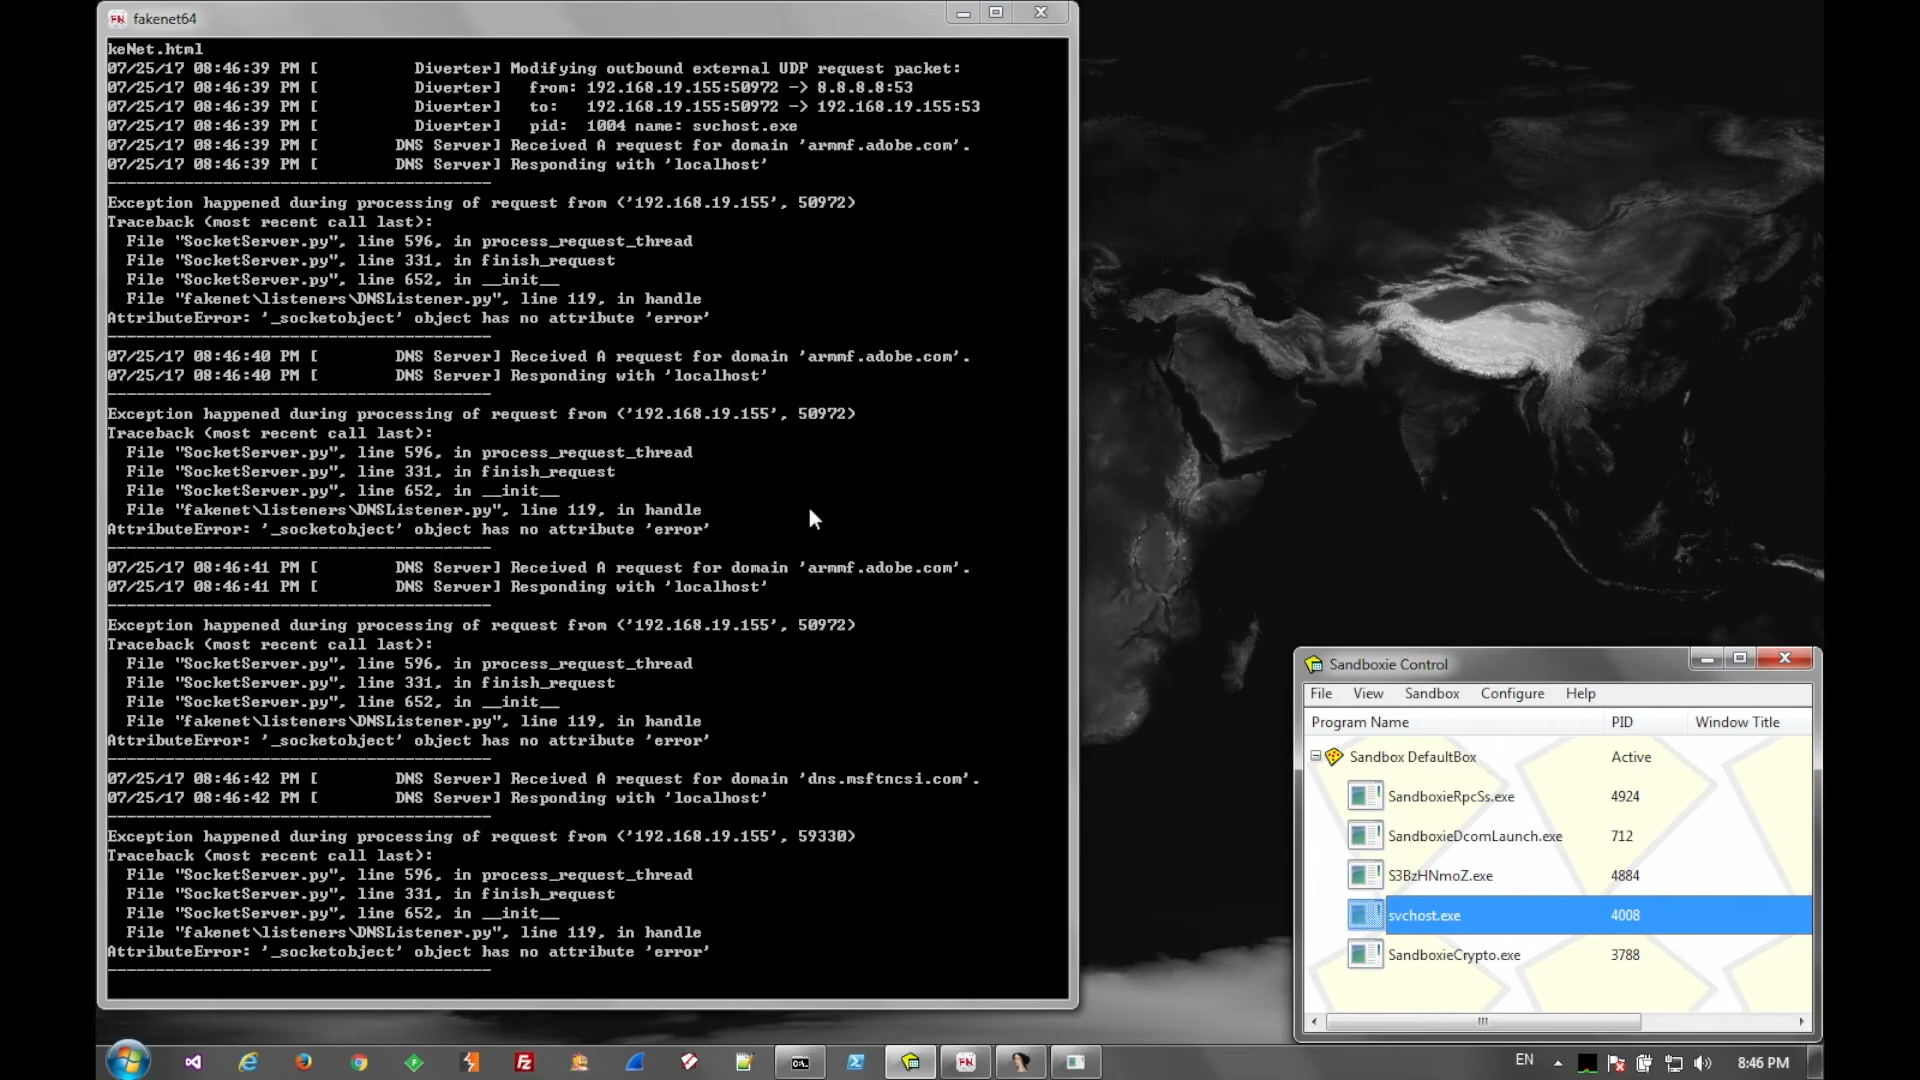 fakenet64
keNet.html
07/25/17 08:46:39 PM [          Diverter] Modifying outbound external UDP request packet:
07/25/17 08:46:39 PM [          Diverter]   from: 192.168.19.155:50972 -> 8.8.8.8:53
07/25/17 08:46:39 PM [          Diverter]   to:   192.168.19.155:50972 -> 192.168.19.155:53
07/25/17 08:46:39 PM [          Diverter]   pid:  1004 name: svchost.exe
07/25/17 08:46:39 PM [        DNS Server] Received A request for domain 'armmf.adobe.com'.
07/25/17 08:46:39 PM [        DNS Server] Responding with 'localhost'
----------------------------------------
Exception happened during processing of request from ('192.168.19.155', 50972)
Traceback (most recent call last):
  File "SocketServer.py", line 596, in process_request_thread
  File "SocketServer.py", line 331, in finish_request
  File "SocketServer.py", line 652, in __init__
  File "fakenet\listeners\DNSListener.py", line 119, in handle
AttributeError: '_socketobject' object has no attribute 'error'
----------------------------------------
07/25/17 08:46:40 PM [        DNS Server] Received A request for domain 'armmf.adobe.com'.
07/25/17 08:46:40 PM [        DNS Server] Responding with 'localhost'
----------------------------------------
Exception happened during processing of request from ('192.168.19.155', 50972)
Traceback (most recent call last):
  File "SocketServer.py", line 596, in process_request_thread
  File "SocketServer.py", line 331, in finish_request
  File "SocketServer.py", line 652, in __init__
  File "fakenet\listeners\DNSListener.py", line 119, in handle
AttributeError: '_socketobject' object has no attribute 'error'
----------------------------------------
07/25/17 08:46:41 PM [        DNS Server] Received A request for domain 'armmf.adobe.com'.
07/25/17 08:46:41 PM [        DNS Server] Responding with 'localhost'
----------------------------------------
Exception happened during processing of request from ('192.168.19.155', 50972)
Traceback (most recent call last):
  File "SocketServer.py", line 596, in process_request_thread
  File "SocketServer.py", line 331, in finish_request
  File "SocketServer.py", line 652, in __init__
  File "fakenet\listeners\DNSListener.py", line 119, in handle
AttributeError: '_socketobject' object has no attribute 'error'
----------------------------------------
07/25/17 08:46:42 PM [        DNS Server] Received A request for domain 'dns.msftncsi.com'.
07/25/17 08:46:42 PM [        DNS Server] Responding with 'localhost'
----------------------------------------
Exception happened during processing of request from ('192.168.19.155', 59330)
Traceback (most recent call last):
  File "SocketServer.py", line 596, in process_request_thread
  File "SocketServer.py", line 331, in finish_request
  File "SocketServer.py", line 652, in __init__
  File "fakenet\listeners\DNSListener.py", line 119, in handle
AttributeError: '_socketobject' object has no attribute 'error'
----------------------------------------
Sandboxie Control
File View Sandbox Configure Help
Program Name PID Window Title
Sandbox DefaultBox Active
SandboxieRpcSs.exe 4924
SandboxieDcomLaunch.exe 712
S3BzHNmoZ.exe 4884
svchost.exe 4008
SandboxieCrypto.exe 3788
EN 8:46 PM